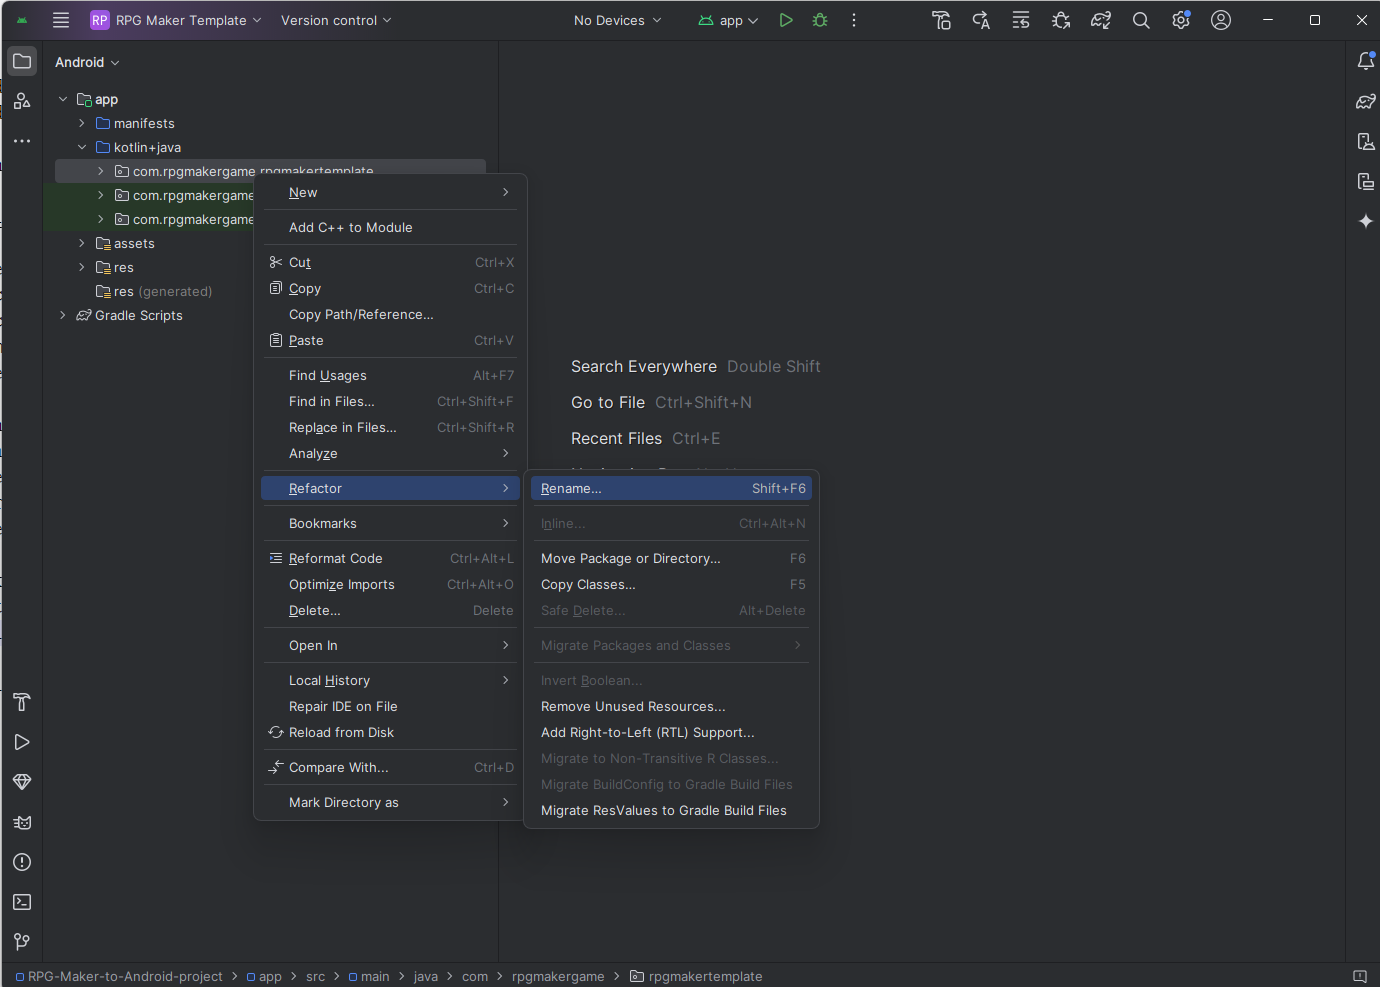 RP RPG Maker Template Version control No Devices app
Android
app
manifests
kotlin+java
com.rpgmakergame.rpgmakertemplate
com.rpgmakergame
com.rpgmakergame
assets
res
res (generated)
Gradle Scripts
New
Add C++ to Module
Cut Ctrl+X
Copy Ctrl+C
Copy Path/Reference...
Paste Ctrl+V
Find Usages Alt+F7
Find in Files... Ctrl+Shift+F
Replace in Files... Ctrl+Shift+R
Analyze
Refactor
Bookmarks
Reformat Code Ctrl+Alt+L
Optimize Imports Ctrl+Alt+O
Delete... Delete
Open In
Local History
Repair IDE on File
Reload from Disk
Compare With... Ctrl+D
Mark Directory as
Search Everywhere Double Shift
Go to File Ctrl+Shift+N
Recent Files Ctrl+E
Rename... Shift+F6
Inline... Ctrl+Alt+N
Move Package or Directory... F6
Copy Classes... F5
Safe Delete... Alt+Delete
Migrate Packages and Classes
Invert Boolean...
Remove Unused Resources...
Add Right-to-Left (RTL) Support...
Migrate to Non-Transitive R Classes...
Migrate BuildConfig to Gradle Build Files
Migrate ResValues to Gradle Build Files
RPG-Maker-to-Android-project app src main java com rpgmakergame rpgmakertemplate